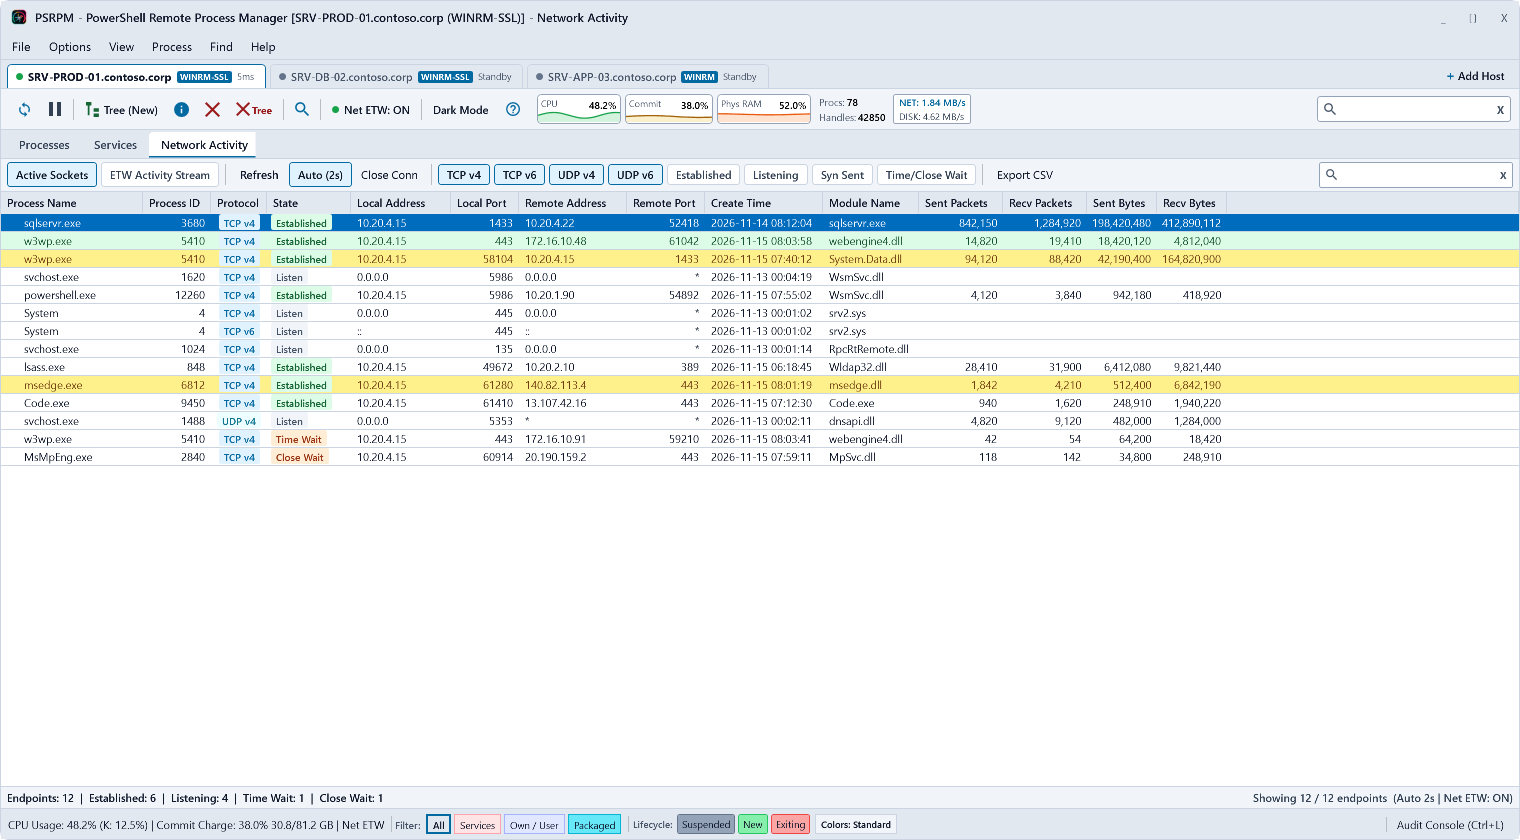 PSRPM - PowerShell Remote Process Manager [SRV-PROD-01.contoso.corp (WINRM-SSL)] - Network Activity
File Options View Process Find Help
SRV-PROD-01.contoso.corp WINRM-SSL 5ms SRV-DB-02.contoso.corp WINRM-SSL Standby SRV-APP-03.contoso.corp WINRM Standby + Add Host
Tree (New) Tree Net ETW: ON Dark Mode CPU 48.2% Commit 38.0% Phys RAM 52.0% Procs: 78 NET: 1.84 MB/s X
Handles: 42850 DISK: 4.62 MB/s
Processes Services Network Activity
Active Sockets ETW Activity Stream Refresh Auto (2s) Close Conn TCP v4 TCP v6 UDP v4 UDP v6 Established Listening Syn Sent Time/Close Wait Export CSV X
Process Name Process ID Protocol State Local Address Local Port Remote Address Remote Port Create Time Module Name Sent Packets Recv Packets Sent Bytes Recv Bytes
sqlservr.exe 3680 TCP v4 Established 10.20.4.15 1433 10.20.4.22 52418 2026-11-14 08:12:04 sqlservr.exe 842,150 1,284,920 198,420,480 412,890,112
w3wp.exe 5410 TCP v4 Established 10.20.4.15 443 172.16.10.48 61042 2026-11-15 08:03:58 webengine4.dll 14,820 19,410 18,420,120 4,812,040
w3wp.exe 5410 TCP v4 Established 10.20.4.15 58104 10.20.4.15 1433 2026-11-15 07:40:12 System.Data.dll 94,120 88,420 42,190,400 164,820,900
svchost.exe 1620 TCP v4 Listen 0.0.0.0 5986 0.0.0.0 * 2026-11-13 00:04:19 WsmSvc.dll
powershell.exe 12260 TCP v4 Established 10.20.4.15 5986 10.20.1.90 54892 2026-11-15 07:55:02 WsmSvc.dll 4,120 3,840 942,180 418,920
System 4 TCP v4 Listen 0.0.0.0 445 0.0.0.0 * 2026-11-13 00:01:02 srv2.sys
System 4 TCP v6 Listen :: 445 :: * 2026-11-13 00:01:02 srv2.sys
svchost.exe 1024 TCP v4 Listen 0.0.0.0 135 0.0.0.0 * 2026-11-13 00:01:14 RpcRtRemote.dll
lsass.exe 848 TCP v4 Established 10.20.4.15 49672 10.20.2.10 389 2026-11-15 06:18:45 Wldap32.dll 28,410 31,900 6,412,080 9,821,440
msedge.exe 6812 TCP v4 Established 10.20.4.15 61280 140.82.113.4 443 2026-11-15 08:01:19 msedge.dll 1,842 4,210 512,400 6,842,190
Code.exe 9450 TCP v4 Established 10.20.4.15 61410 13.107.42.16 443 2026-11-15 07:12:30 Code.exe 940 1,620 248,910 1,940,220
svchost.exe 1488 UDP v4 Listen 0.0.0.0 5353 * * 2026-11-13 00:02:11 dnsapi.dll 4,820 9,120 482,000 1,284,000
w3wp.exe 5410 TCP v4 Time Wait 10.20.4.15 443 172.16.10.91 59210 2026-11-15 08:03:41 webengine4.dll 42 54 64,200 18,420
MsMpEng.exe 2840 TCP v4 Close Wait 10.20.4.15 60914 20.190.159.2 443 2026-11-15 07:59:11 MpSvc.dll 118 142 34,800 248,910
Endpoints: 12 | Established: 6 | Listening: 4 | Time Wait: 1 | Close Wait: 1 Showing 12 / 12 endpoints (Auto 2s | Net ETW: ON)
CPU Usage: 48.2% (K: 12.5%) | Commit Charge: 38.0% 30.8/81.2 GB | Net ETW Filter: All Services Own / User Packaged Lifecycle: Suspended New Exiting Colors: Standard Audit Console (Ctrl+L)